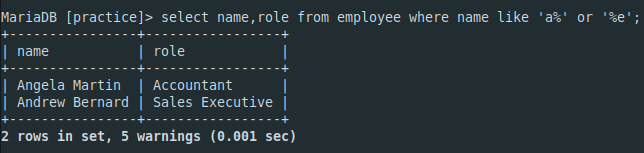 MariaDB [practice]> select name,role from employee where name like 'a%' or '%e';
+----------------+-----------------+
| name           | role            |
+----------------+-----------------+
| Angela Martin  | Accountant      |
| Andrew Bernard | Sales Executive |
+----------------+-----------------+
2 rows in set, 5 warnings (0.001 sec)